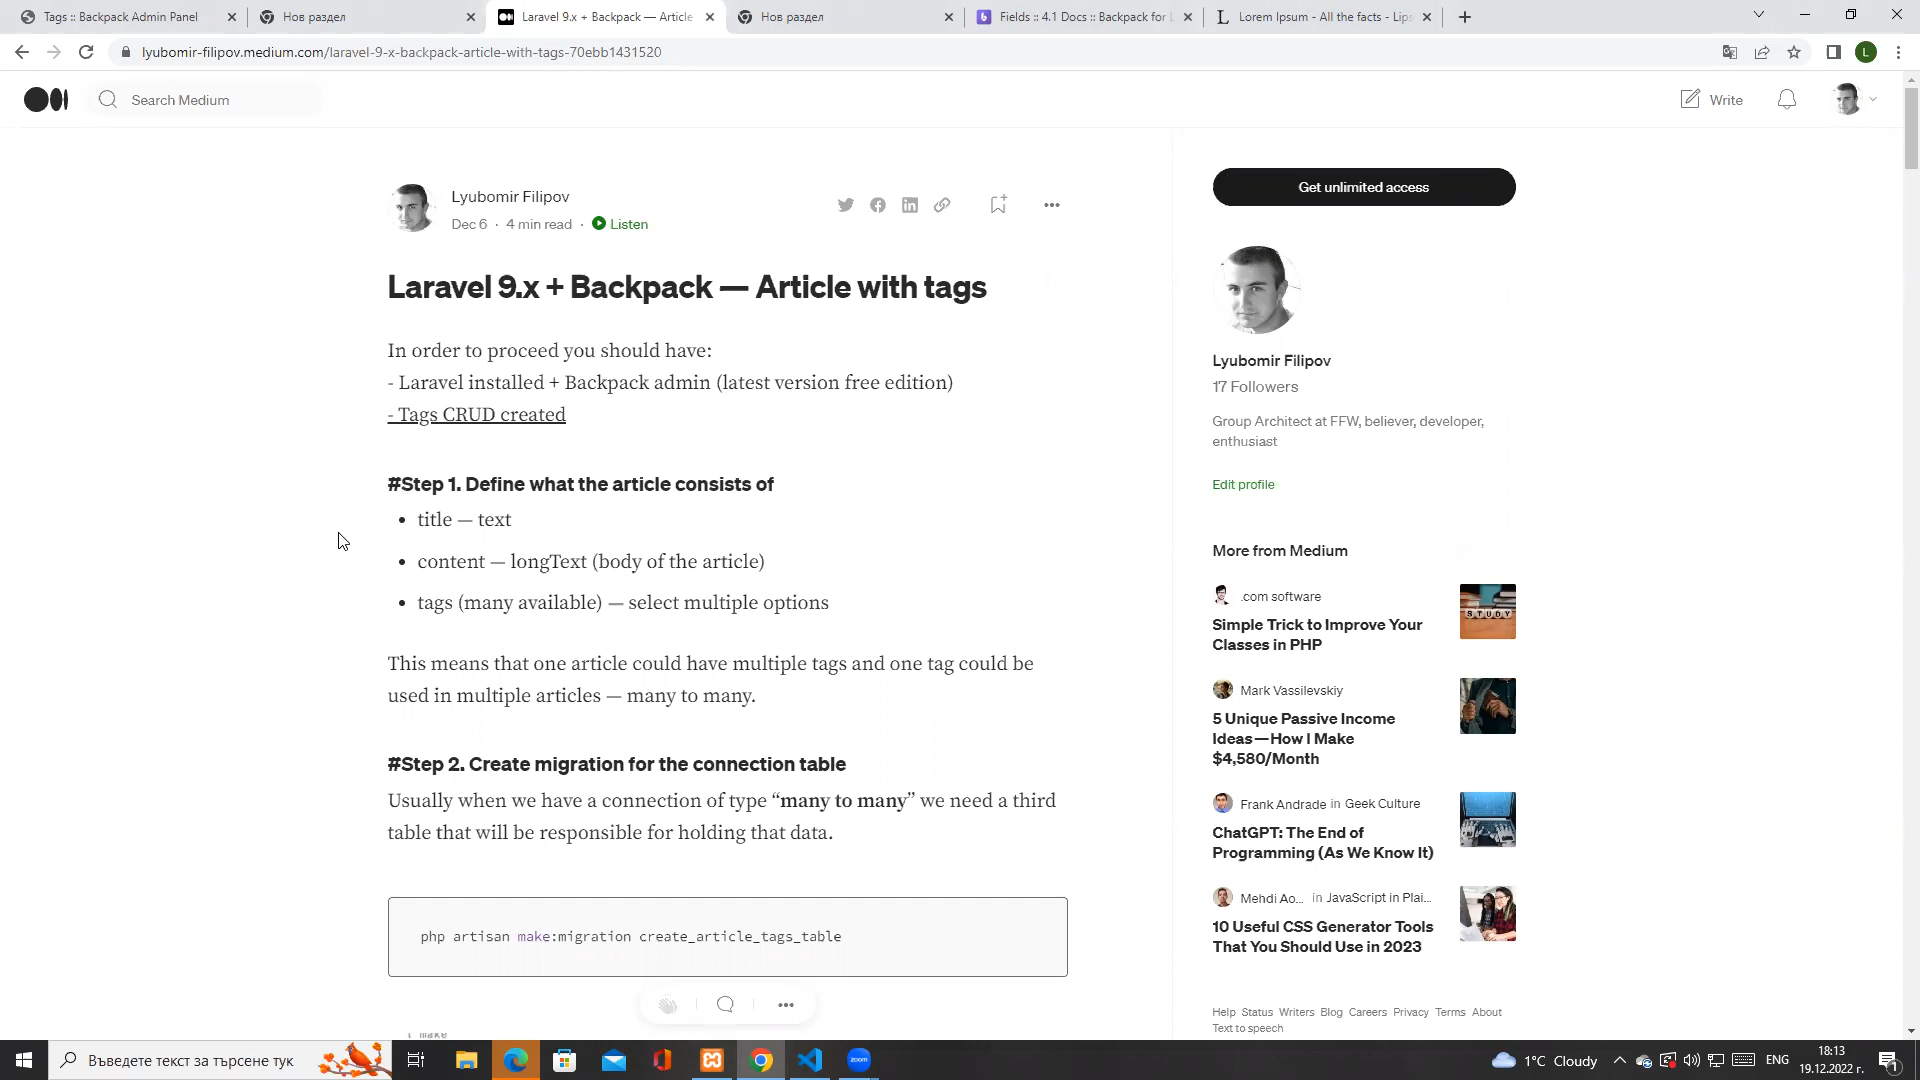 Tags :: Backpack Admin Panel
Нов раздел
Laravel 9.x + Backpack — Article
Нов раздел
Fields :: 4.1 Docs :: Backpack for L
Lorem Ipsum - All the facts - Lips
lyubomir-filipov.medium.com/laravel-9-x-backpack-article-with-tags-70ebb1431520
L
Search Medium
Write
Lyubomir Filipov
Dec 6 · 4 min read · Listen
Laravel 9.x + Backpack — Article with tags
In order to proceed you should have:
- Laravel installed + Backpack admin (latest version free edition)
- Tags CRUD created
#Step 1. Define what the article consists of
• title — text
• content — longText (body of the article)
• tags (many available) — select multiple options
This means that one article could have multiple tags and one tag could be
used in multiple articles — many to many.
#Step 2. Create migration for the connection table
Usually when we have a connection of type “many to many” we need a third
table that will be responsible for holding that data.
php artisan make:migration create_article_tags_table
Get unlimited access
Lyubomir Filipov
17 Followers
Group Architect at FFW, believer, developer,
enthusiast
Edit profile
More from Medium
.com software
Simple Trick to Improve Your
Classes in PHP
STUDY
Mark Vassilevskiy
5 Unique Passive Income
Ideas — How I Make
$4,580/Month
Frank Andrade in Geek Culture
ChatGPT: The End of
Programming (As We Know It)
Mehdi Ao... in JavaScript in Plai...
10 Useful CSS Generator Tools
That You Should Use in 2023
Help Status Writers Blog Careers Privacy Terms About
Text to speech
Въведете текст за търсене тук
zoom
1°C Cloudy
ENG
18:13
19.12.2022 г.
1